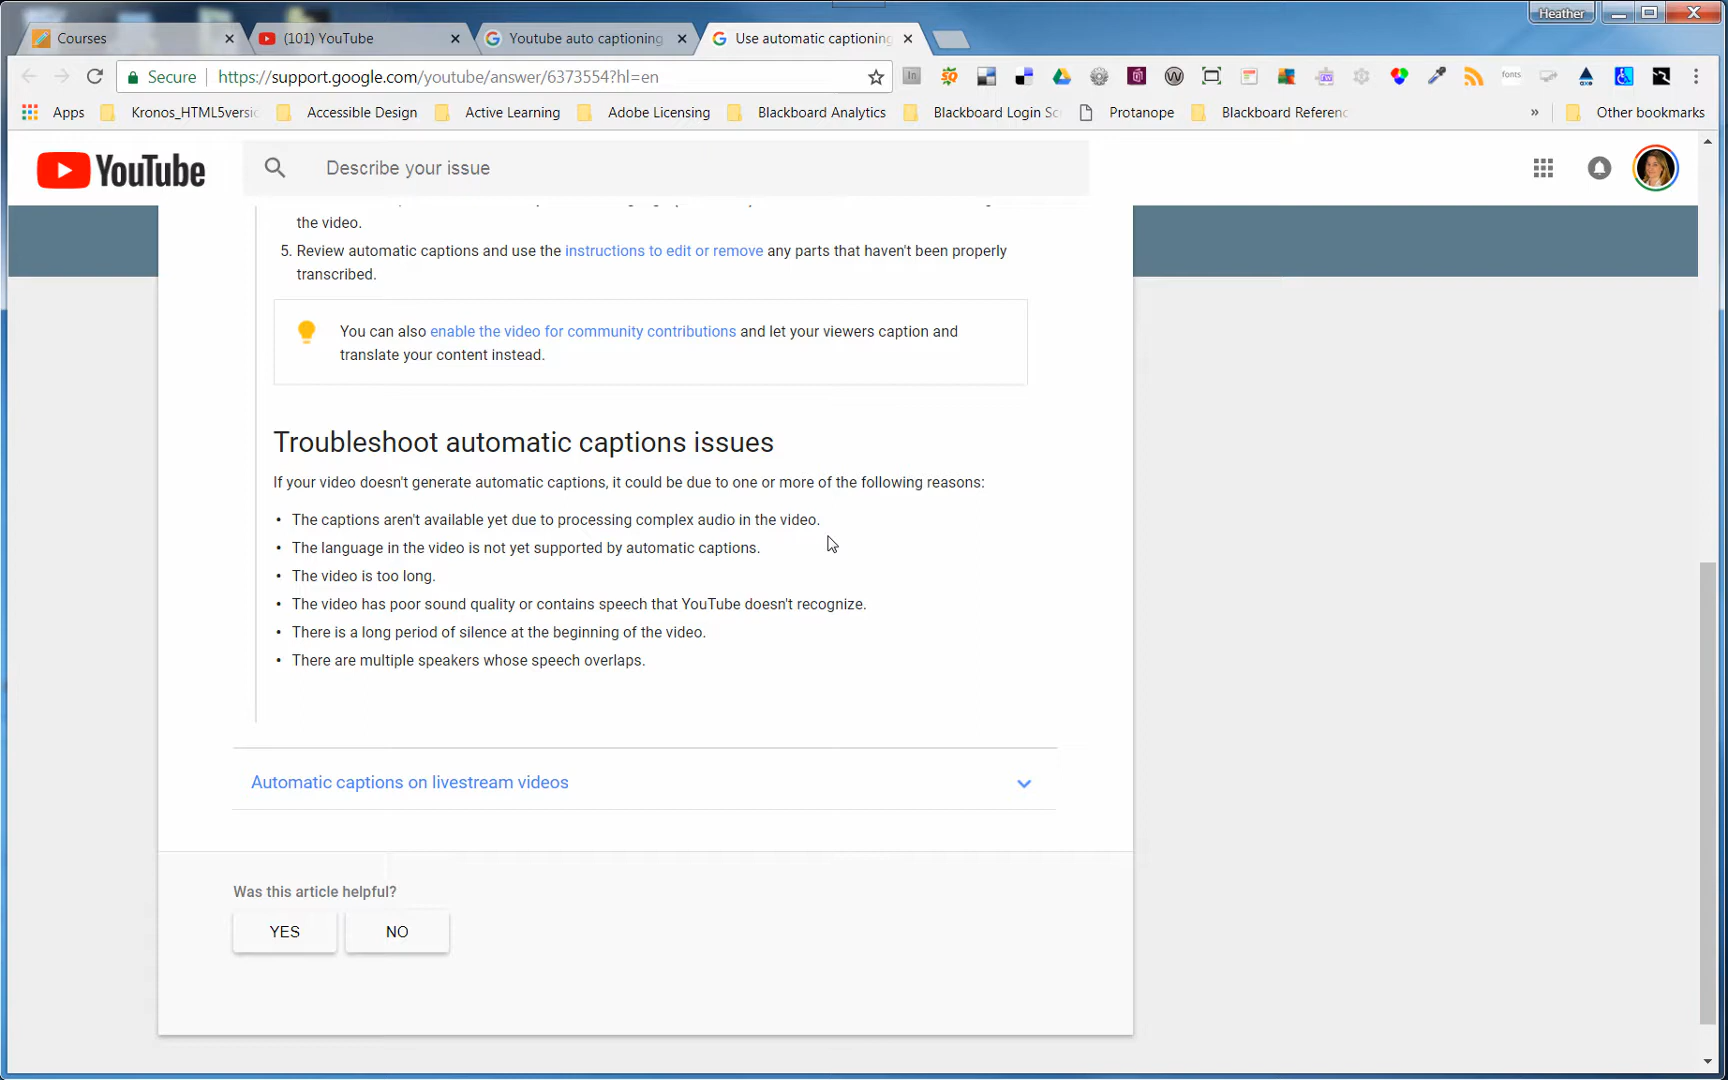 Heather
Courses
(101) YouTube
Youtube auto captioning
Use automatic captioning
Secure https://support.google.com/youtube/answer/6373554?hl=en
Apps Kronos_HTML5versi Accessible Design Active Learning Adobe Licensing Blackboard Analytics Blackboard Login Sc Protanope Blackboard Referenc » Other bookmarks
YouTube
Describe your issue
the video.
5. Review automatic captions and use the instructions to edit or remove any parts that haven't been properly
transcribed.
You can also enable the video for community contributions and let your viewers caption and
translate your content instead.
Troubleshoot automatic captions issues
If your video doesn't generate automatic captions, it could be due to one or more of the following reasons:
• The captions aren't available yet due to processing complex audio in the video.
• The language in the video is not yet supported by automatic captions.
• The video is too long.
• The video has poor sound quality or contains speech that YouTube doesn't recognize.
• There is a long period of silence at the beginning of the video.
• There are multiple speakers whose speech overlaps.
Automatic captions on livestream videos
Was this article helpful?
YES NO